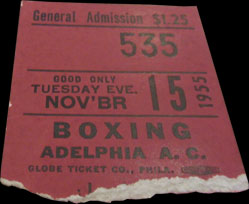 General Admission $1.25
535
GOOD ONLY
TUESDAY EVE.
NOV'BR 15 1955
BOXING
ADELPHIA A. C.
GLOBE TICKET CO., PHILA.